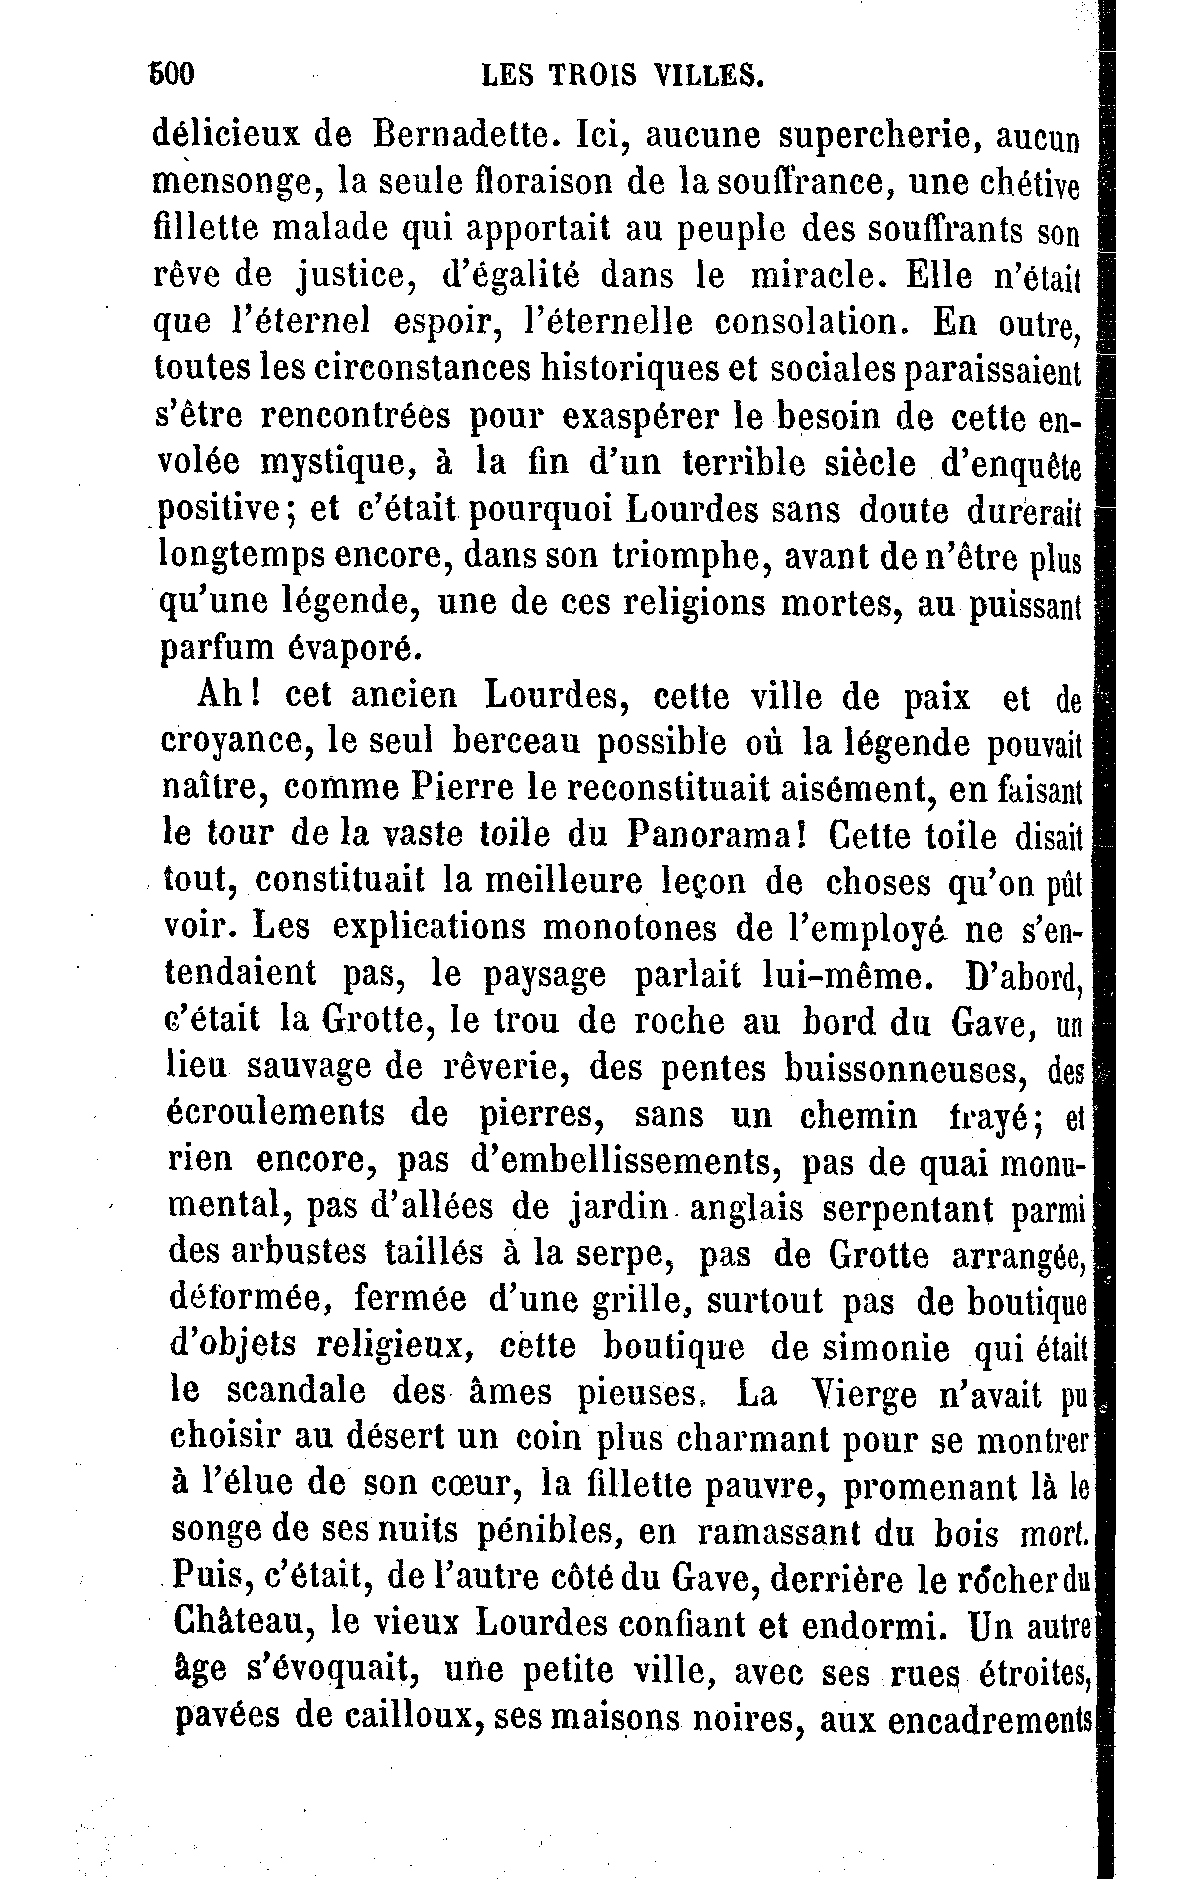 500 LES TROIS VILLES.
délicieux de Bernadette. Ici, aucune supercherie, aucun
mensonge, la seule floraison de la souffrance, une chétive
fillette malade qui apportait au peuple des souffrants son
rêve de justice, d'égalité dans le miracle. Elle n'était
que l'éternel espoir, l'éternelle consolation. En outre,
toutes les circonstances historiques et sociales paraissaient
s'être rencontrées pour exaspérer le besoin de cette en-
volée mystique, à la fin d'un terrible siècle d'enquête
positive; et c'était pourquoi Lourdes sans doute durerait
longtemps encore, dans son triomphe, avant de n'être plus
qu'une légende, une de ces religions mortes, au puissant
parfum évaporé.
Ah! cet ancien Lourdes, cette ville de paix et de
croyance, le seul berceau possible où la légende pouvait
naître, comme Pierre le reconstituait aisément, en faisant
le tour de la vaste toile du Panorama! Cette toile disait
tout, constituait la meilleure leçon de choses qu'on pût
voir. Les explications monotones de l'employé ne s'en-
tendaient pas, le paysage parlait lui-même. D'abord,
c'était la Grotte, le trou de roche au bord du Gave, un
lieu sauvage de rêverie, des pentes buissonneuses, des
écroulements de pierres, sans un chemin frayé; et
rien encore, pas d'embellissements, pas de quai monu-
mental, pas d'allées de jardin anglais serpentant parmi
des arbustes taillés à la serpe, pas de Grotte arrangée,
déformée, fermée d'une grille, surtout pas de boutique
d'objets religieux, cette boutique de simonie qui était
le scandale des âmes pieuses. La Vierge n'avait pu
choisir au désert un coin plus charmant pour se montrer
à l'élue de son cœur, la fillette pauvre, promenant là le
songe de ses nuits pénibles, en ramassant du bois mort.
Puis, c'était, de l'autre côté du Gave, derrière le rocher du
Château, le vieux Lourdes confiant et endormi. Un autre
âge s'évoquait, une petite ville, avec ses rues étroites,
pavées de cailloux, ses maisons noires, aux encadrements